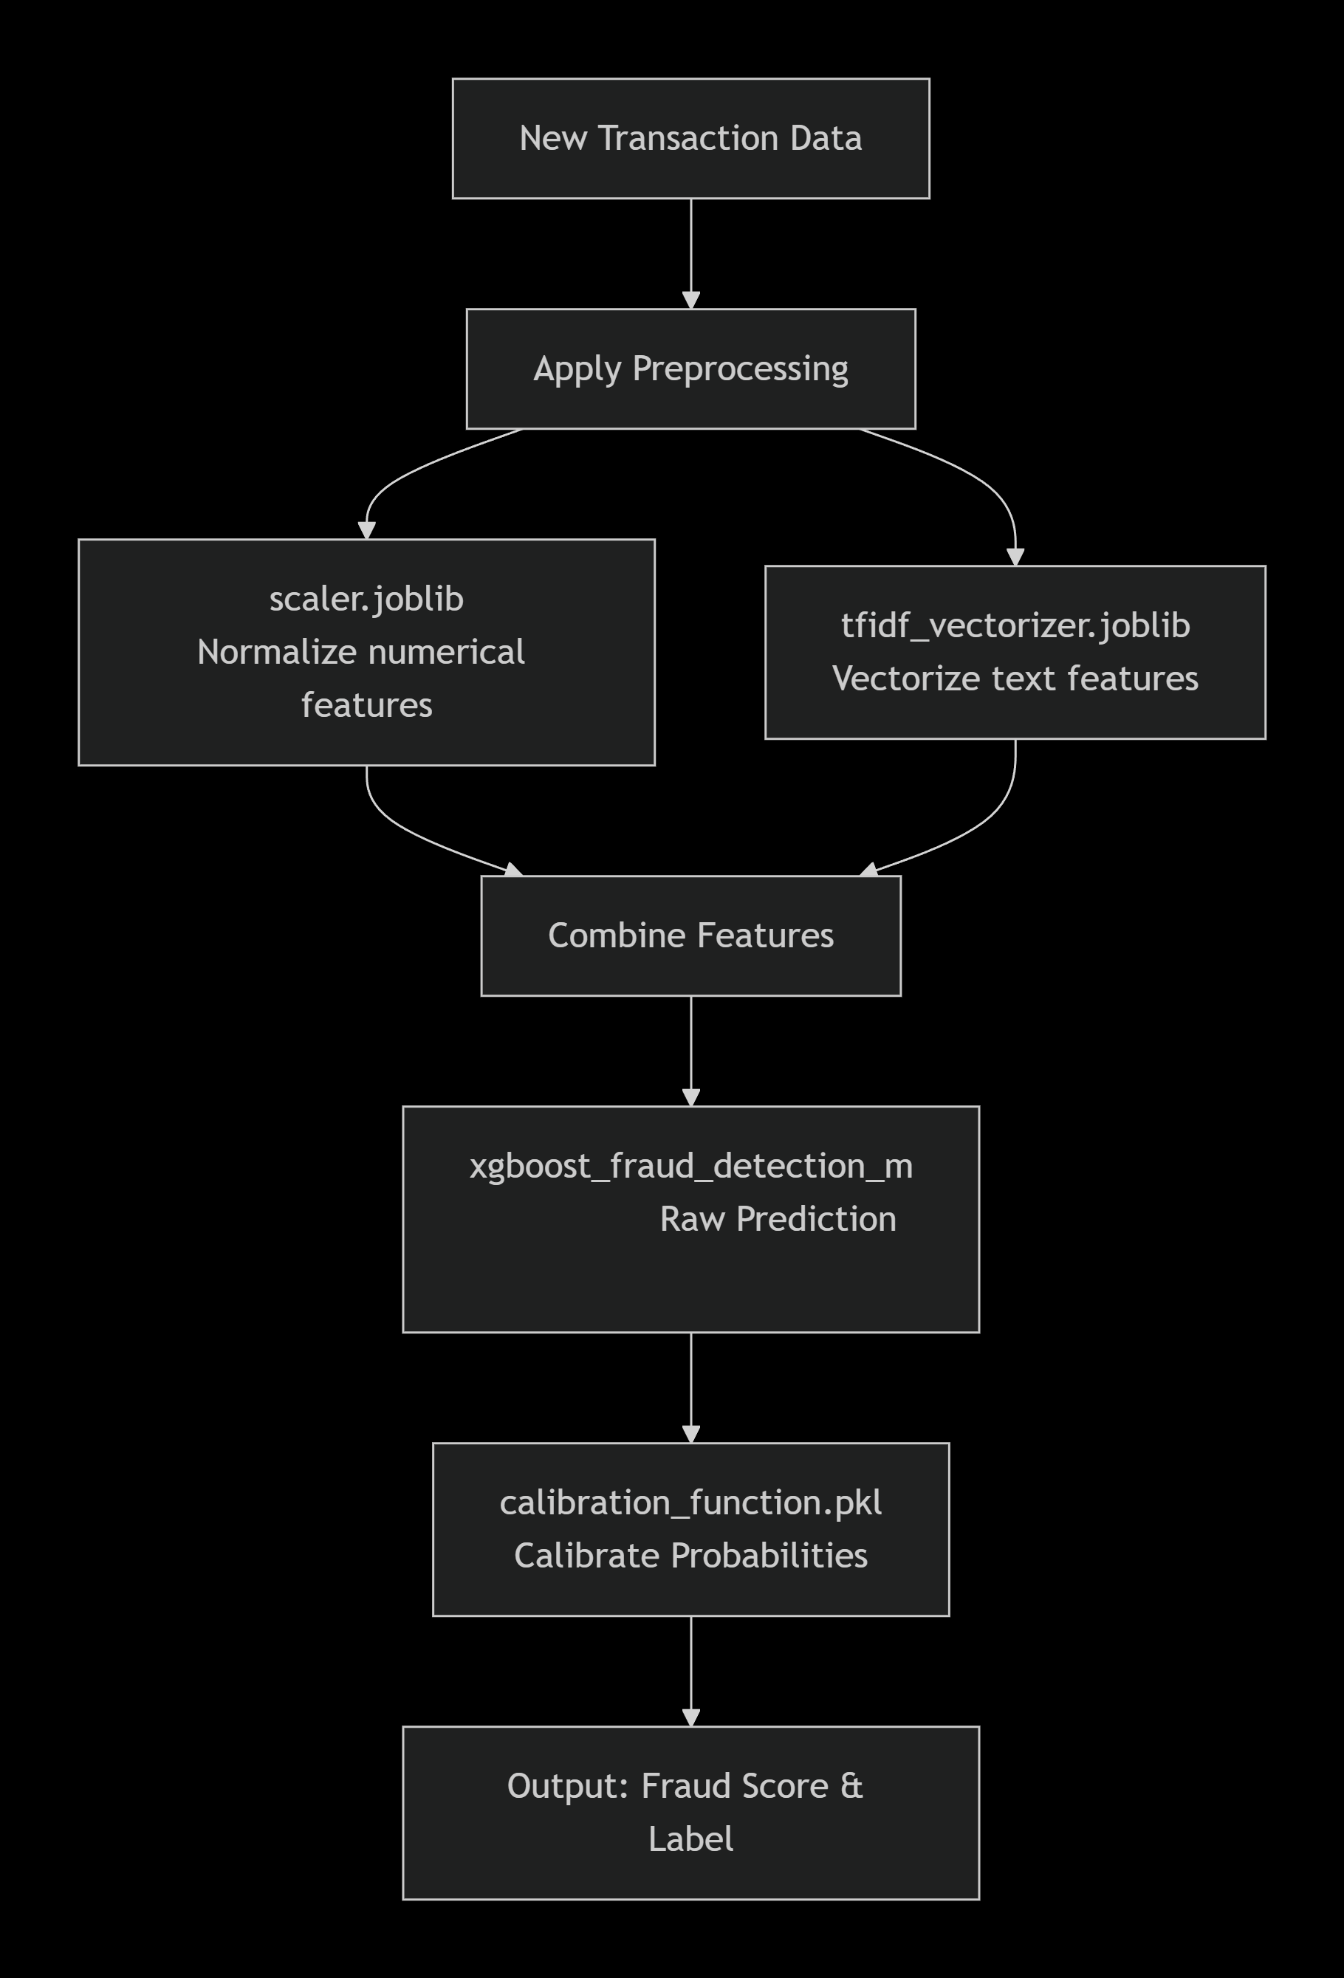 New Transaction Data
Apply Preprocessing
scaler.joblib
Normalize numerical
features
tfidf_vectorizer.joblib
Vectorize text features
Combine Features
xgboost_fraud_detection_m
Raw Prediction
calibration_function.pkl
Calibrate Probabilities
Output: Fraud Score &
Label